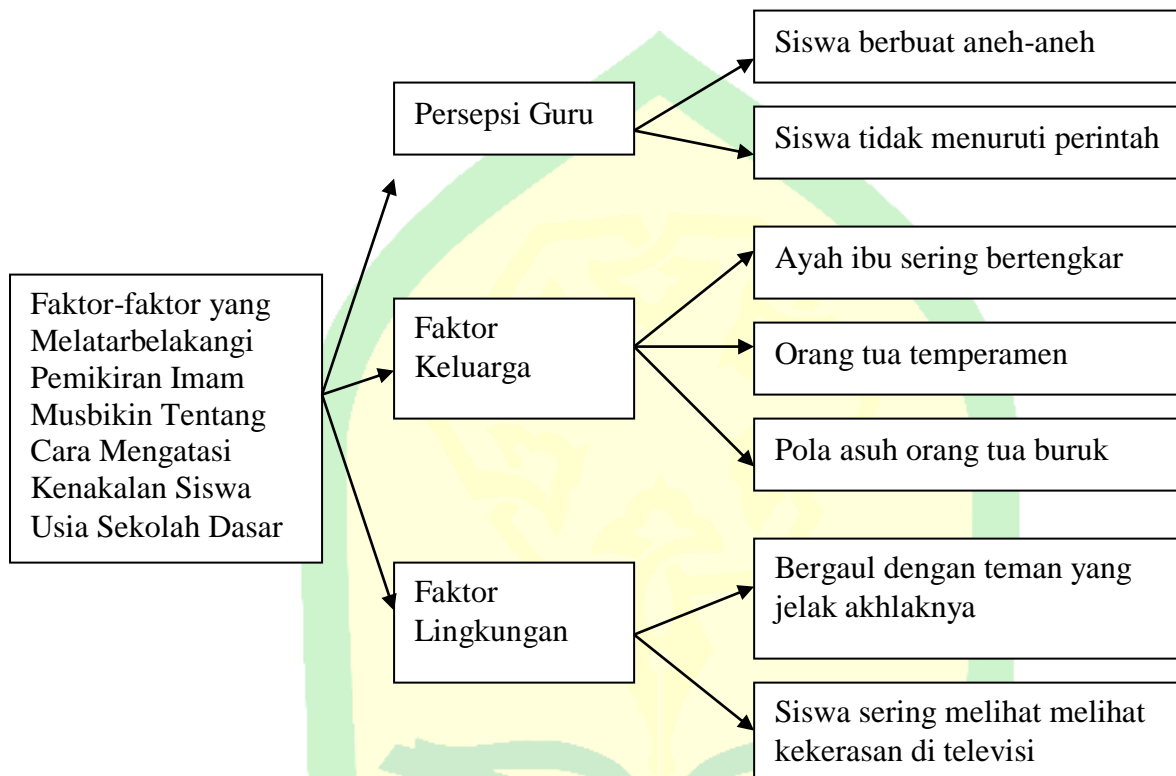 Faktor-faktor yang
Melatarbelakangi
Pemikiran Imam
Musbikin Tentang
Cara Mengatasi
Kenakalan Siswa
Usia Sekolah Dasar
Persepsi Guru
Siswa berbuat aneh-aneh
Siswa tidak menuruti perintah
Faktor
Keluarga
Ayah ibu sering bertengkar
Orang tua temperamen
Pola asuh orang tua buruk
Faktor
Lingkungan
Bergaul dengan teman yang
jelak akhlaknya
Siswa sering melihat melihat
kekerasan di televisi